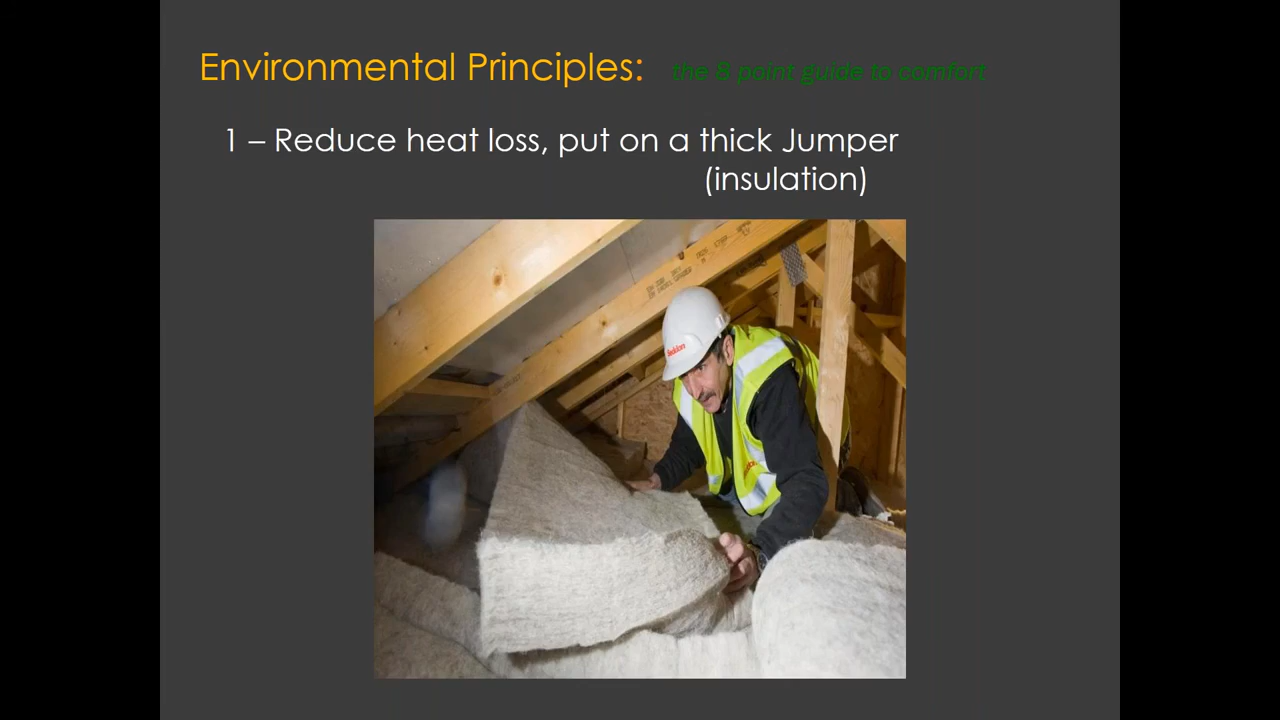 Environmental Principles: the 8 point guide to comfort
1 – Reduce heat loss, put on a thick Jumper
(insulation)